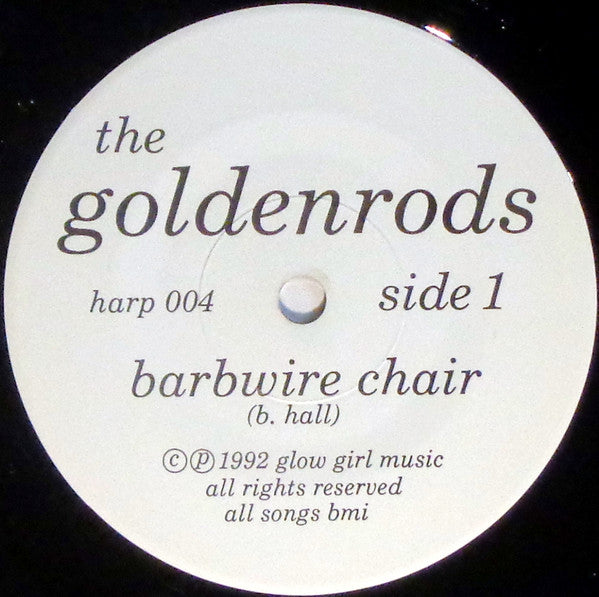 the
goldenrods
harp 004 side 1
barbwire chair
(b. hall)
©℗1992 glow girl music
all rights reserved
all songs bmi